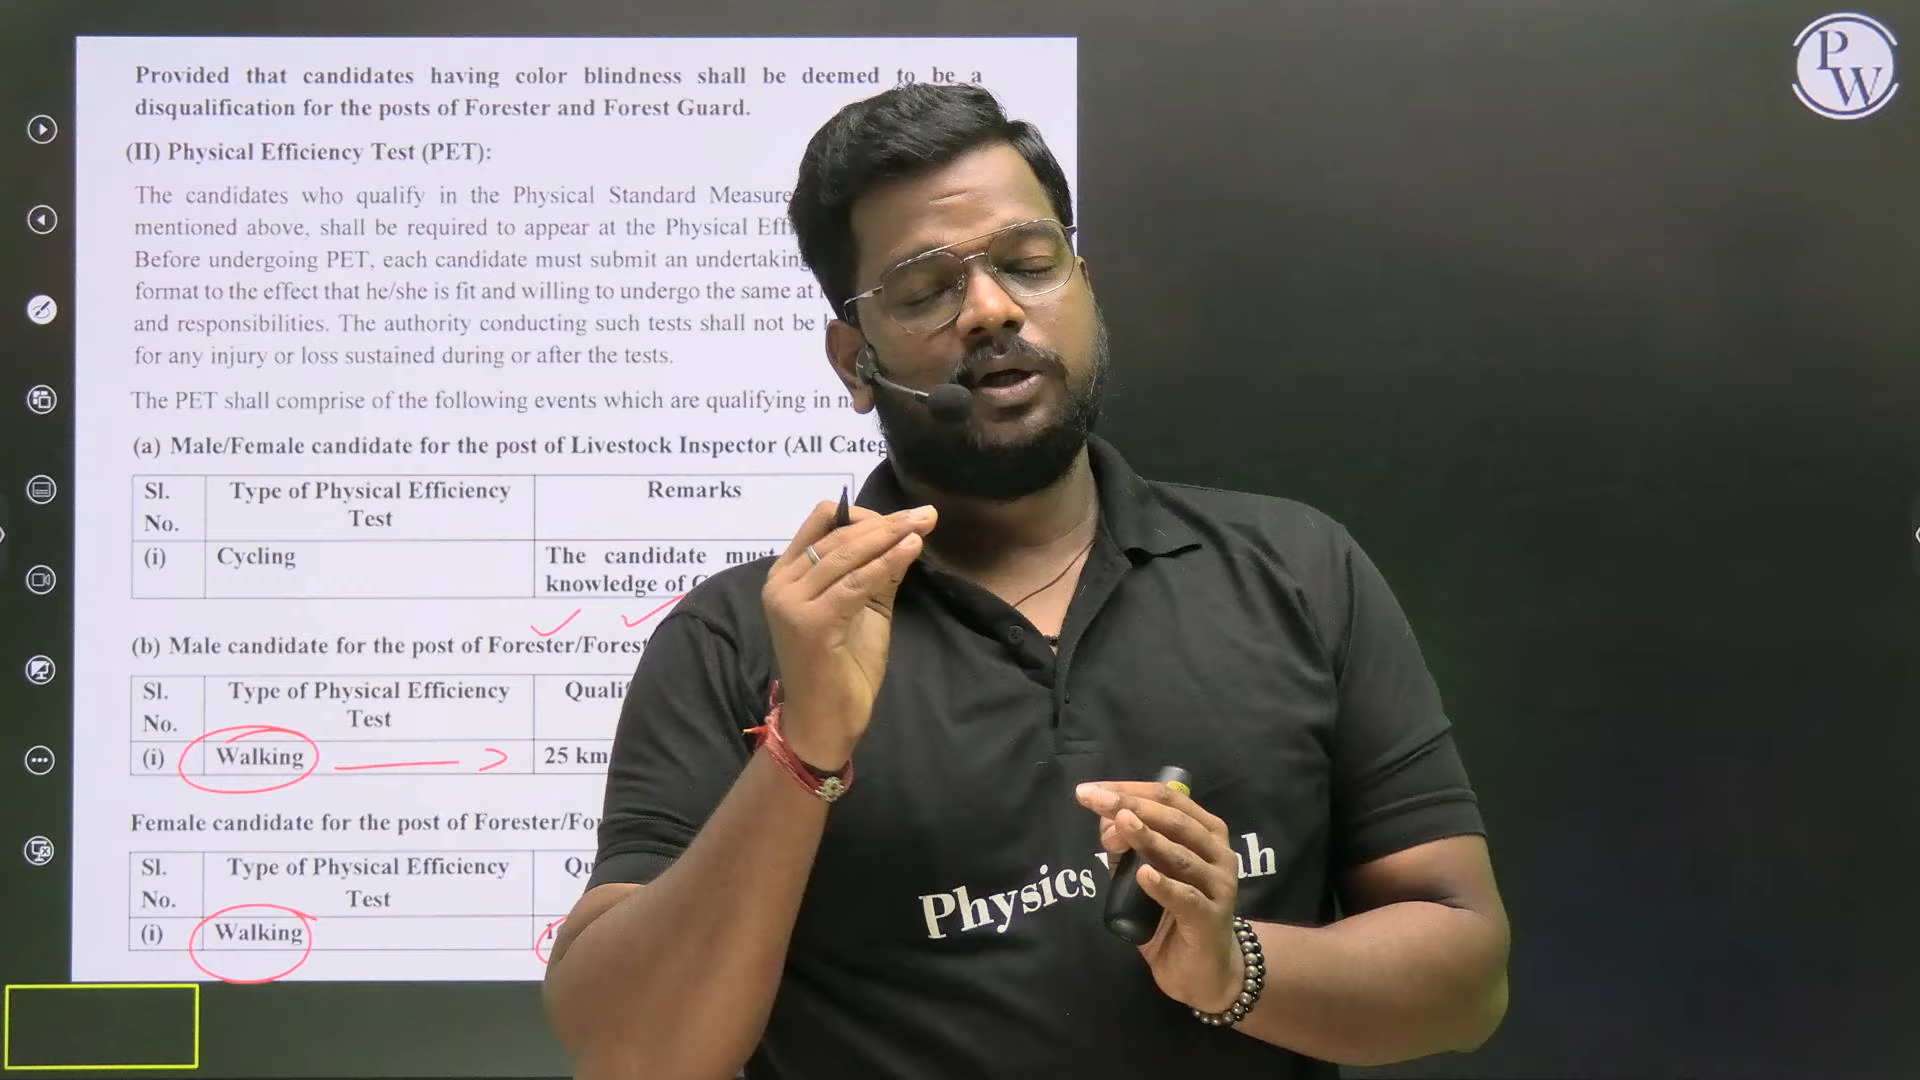 Provided that candidates having color blindness shall be deemed to be a
disqualification for the posts of Forester and Forest Guard.
(II) Physical Efficiency Test (PET):
The candidates who qualify in the Physical Standard
mentioned above, shall be required to appear at the Physical
Before undergoing PET, each candidate must submit an undertaking
format to the effect that he/she is fit and willing to undergo the same at
and responsibilities. The authority conducting such tests shall not be
for any injury or loss sustained during or after the tests.
The PET shall comprise of the following events which are qualifying in
(a) Male/Female candidate for the post of Livestock Inspector (All
Sl. No.
Type of Physical Efficiency Test
Remarks
(i) Cycling
The candidate must
knowledge of
(b) Male candidate for the post of Forester/
Sl. No.
Type of Physical Efficiency Test
(i) Walking 25 km
Female candidate for the post of Forester/
Sl. No.
Type of Physical Efficiency Test
(i) Walking
Physics
PW